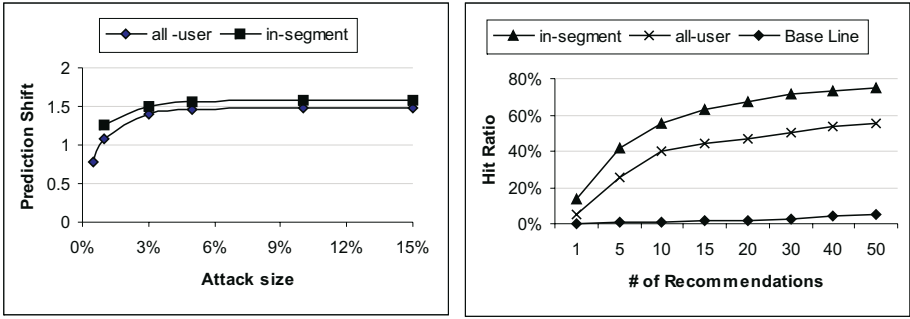 all -user in-segment
2
1.5
1
0.5
0
Prediction Shift
0% 3% 6% 9% 12% 15%
Attack size
in-segment all-user Base Line
80%
60%
40%
20%
0%
Hit Ratio
1 5 10 15 20 30 40 50
# of Recommendations